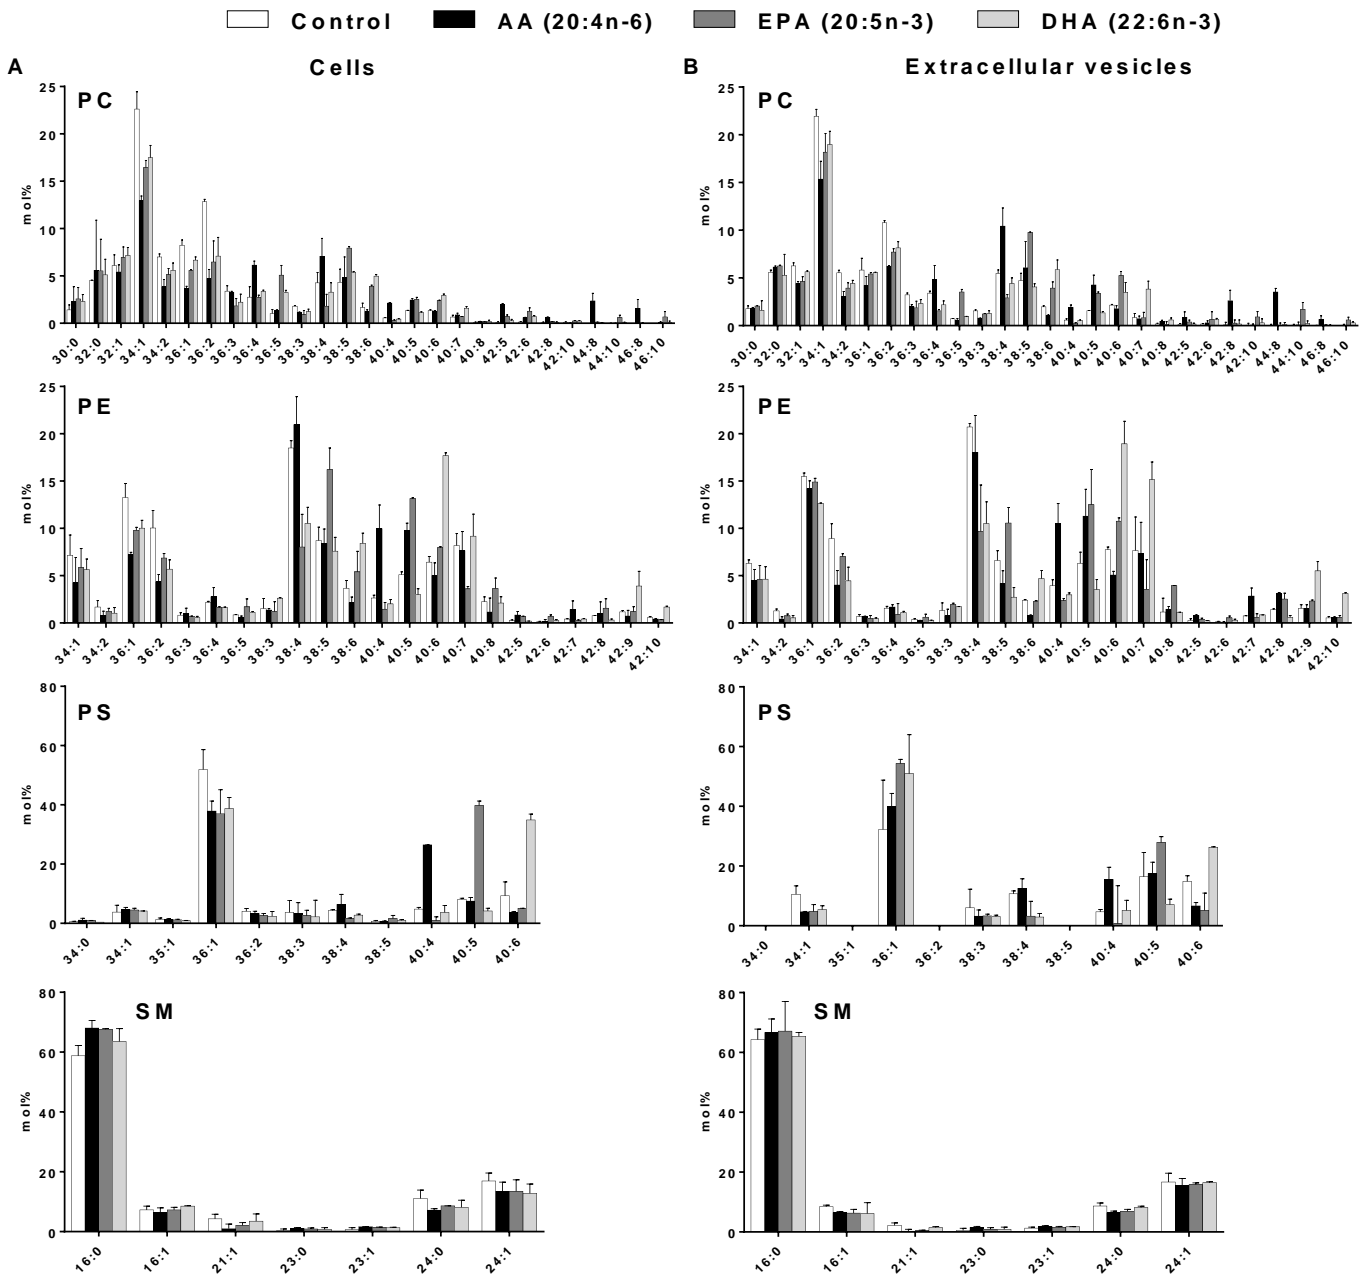 Control AA (20:4n-6) EPA (20:5n-3) DHA (22:6n-3)
A Cells
B Extracellular vesicles
PC
mol%
25
20
15
10
5
0
30:0 32:0 32:1 34:1 34:2 36:1 36:2 36:3 36:4 36:5 38:3 38:4 38:5 38:6 40:4 40:5 40:6 40:7 40:8 42:5 42:6 42:8 42:10 44:8 44:10 46:8 46:10
PC
mol%
25
20
15
10
5
0
30:0 32:0 32:1 34:1 34:2 36:1 36:2 36:3 36:4 36:5 38:3 38:4 38:5 38:6 40:4 40:5 40:6 40:7 40:8 42:5 42:6 42:8 42:10 44:8 44:10 46:8 46:10
PE
mol%
25
20
15
10
5
0
34:1 34:2 36:1 36:2 36:3 36:4 36:5 38:3 38:4 38:5 38:6 40:4 40:5 40:6 40:7 40:8 42:5 42:6 42:7 42:8 42:9 42:10
PE
mol%
25
20
15
10
5
0
34:1 34:2 36:1 36:2 36:3 36:4 36:5 38:3 38:4 38:5 38:6 40:4 40:5 40:6 40:7 40:8 42:5 42:6 42:7 42:8 42:9 42:10
PS
mol%
80
60
40
20
0
34:0 34:1 35:1 36:1 36:2 38:3 38:4 38:5 40:4 40:5 40:6
PS
mol%
80
60
40
20
0
34:0 34:1 35:1 36:1 36:2 38:3 38:4 38:5 40:4 40:5 40:6
SM
mol%
80
60
40
20
0
16:0 16:1 21:1 23:0 23:1 24:0 24:1
SM
mol%
80
60
40
20
0
16:0 16:1 21:1 23:0 23:1 24:0 24:1